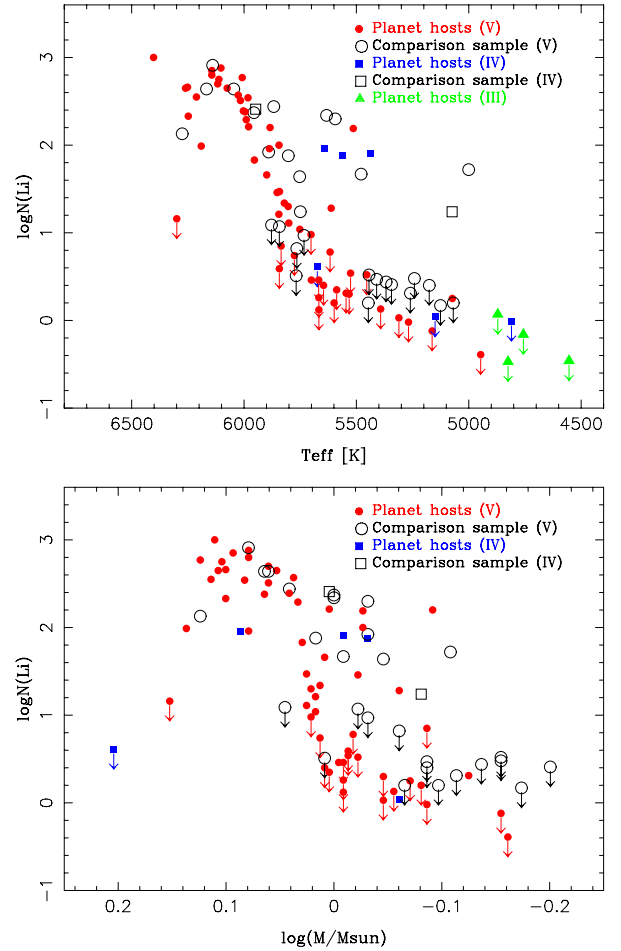 Planet hosts (V)
Comparison sample (V)
Planet hosts (IV)
Comparison sample (IV)
Planet hosts (III)
3
2
1
0
-1
logN(Li)
6500 6000 5500 5000 4500
Teff [K]
Planet hosts (V)
Comparison sample (V)
Planet hosts (IV)
Comparison sample (IV)
3
2
1
0
-1
logN(Li)
0.2 0.1 0 -0.1 -0.2
log(M/Msun)